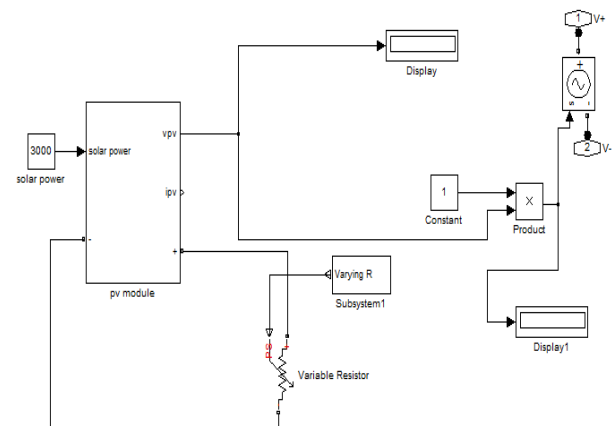 1
V+
+
s
-
2
V-
Display
3000
solar power
solar power
vpv
ipv
-
+
pv module
1
Constant
X
Product
Varying R
Subsystem1
Display1
PS
+
Variable Resistor